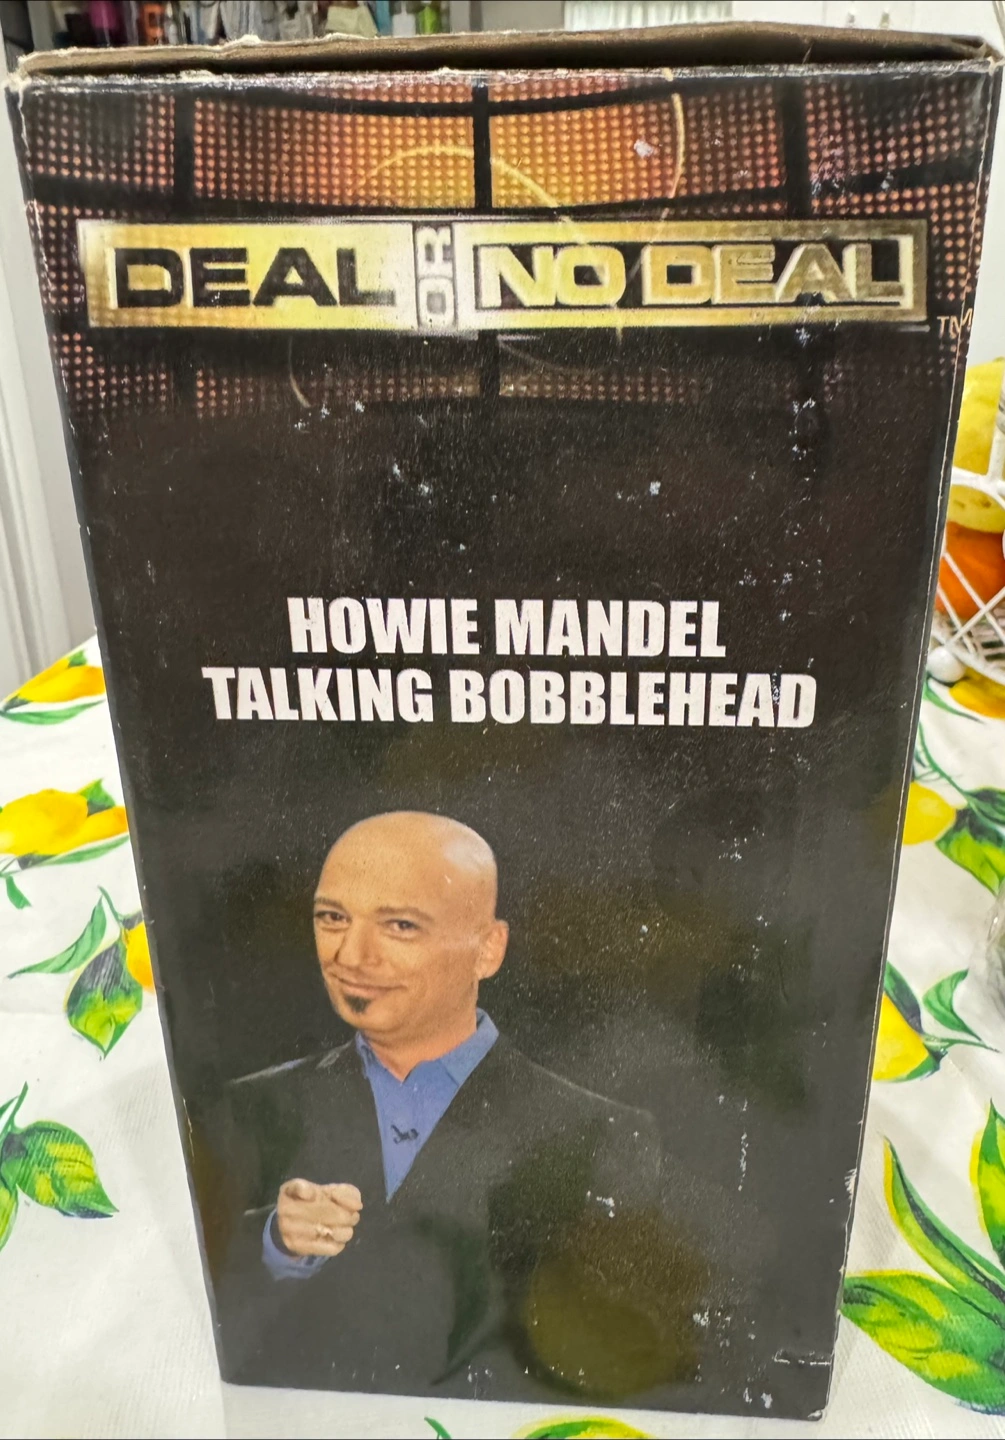 DEAL OR NO DEAL TM
HOWIE MANDEL
TALKING BOBBLEHEAD